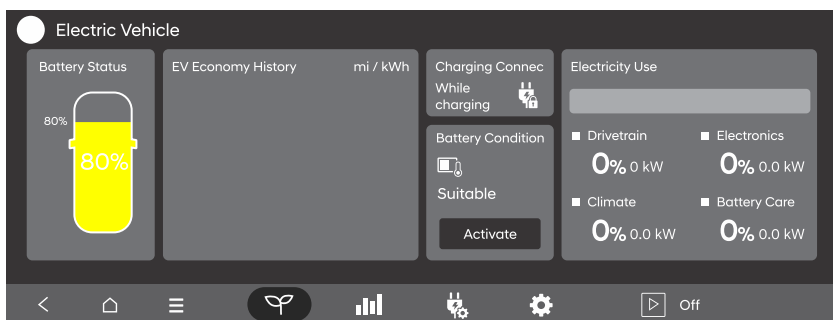 Electric Vehicle
Battery Status
80%
80%
EV Economy History mi / kWh
Charging Connec
While
charging
Battery Condition
Suitable
Activate
Electricity Use
Drivetrain
0% 0 kW
Electronics
0% 0.0 kW
Climate
0% 0.0 kW
Battery Care
0% 0.0 kW
Off